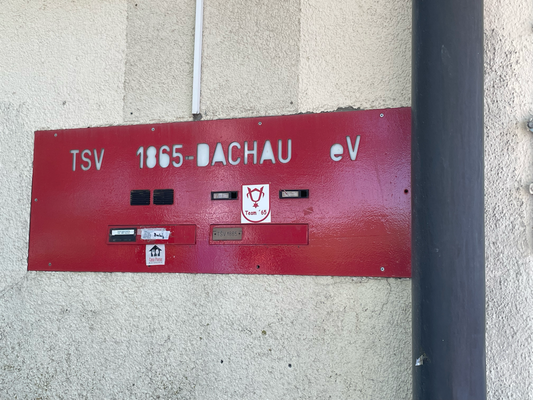 TSV 1865-DACHAU eV
Team '65